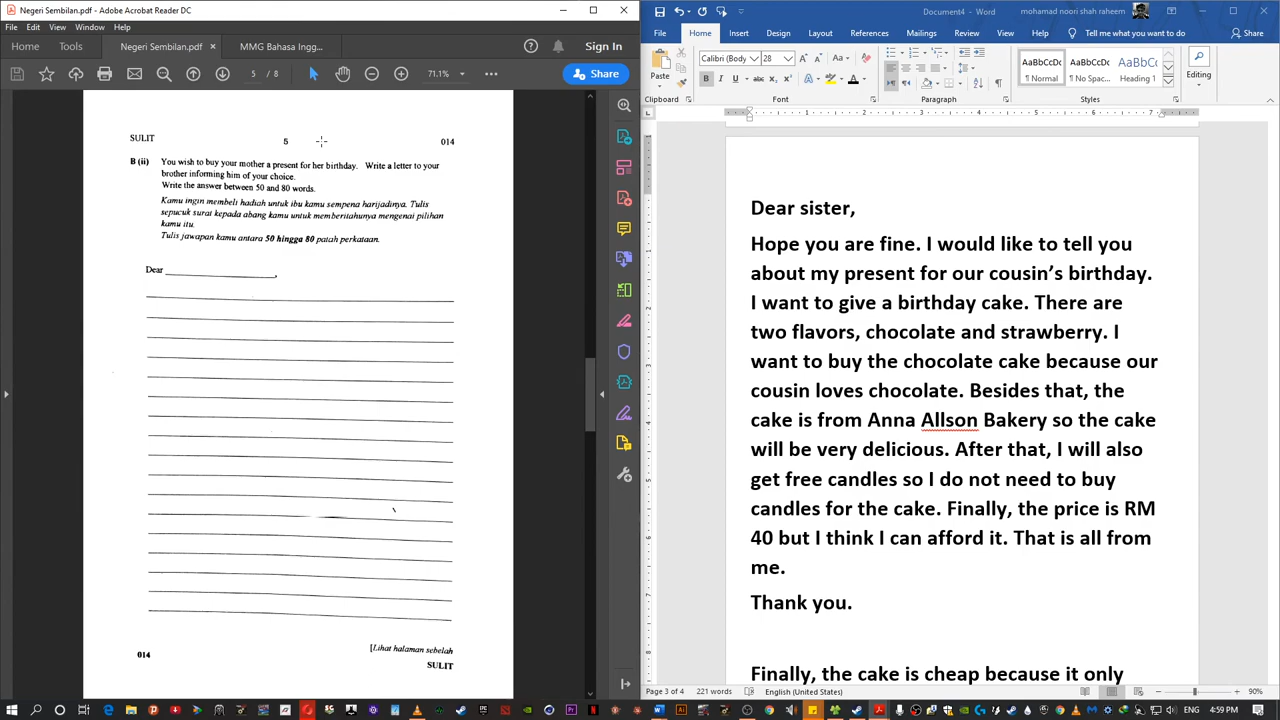 Negeri Sembilan.pdf - Adobe Acrobat Reader DC
File Edit View Window Help
Home Tools Negeri Sembilan.pdf × MMG Bahasa Ingg... Sign In
5 / 8 71.1% Share
SULIT 5 014
B (ii) You wish to buy your mother a present for her birthday. Write a letter to your
brother informing him of your choice.
Write the answer between 50 and 80 words.
Kamu ingin membeli hadiah untuk ibu kamu sempena harijadinya. Tulis
sepucuk surat kepada abang kamu untuk memberitahunya mengenai pilihan
kamu itu.
Tulis jawapan kamu antara 50 hingga 80 patah perkataan.
Dear ____________,
[Lihat halaman sebelah
014 SULIT
Document4 - Word mohamad noori shah raheem
File Home Insert Design Layout References Mailings Review View Tell me what you want to do Share
Paste Calibri (Body) 28 Aa
B I U abc x₂ x² A A
AaBbCcDc AaBbCcDc AaBbCc
¶ Normal ¶ No Spac... Heading 1 Editing
Clipboard Font Paragraph Styles
1 2 3 4 5 6 7
Dear sister,
Hope you are fine. I would like to tell you
about my present for our cousin’s birthday.
I want to give a birthday cake. There are
two flavors, chocolate and strawberry. I
want to buy the chocolate cake because our
cousin loves chocolate. Besides that, the
cake is from Anna Allson Bakery so the cake
will be very delicious. After that, I will also
get free candles so I do not need to buy
candles for the cake. Finally, the price is RM
40 but I think I can afford it. That is all from
me.
Thank you.
Finally, the cake is cheap because it only
Page 3 of 4 221 words English (United States) 90%
ENG 4:59 PM